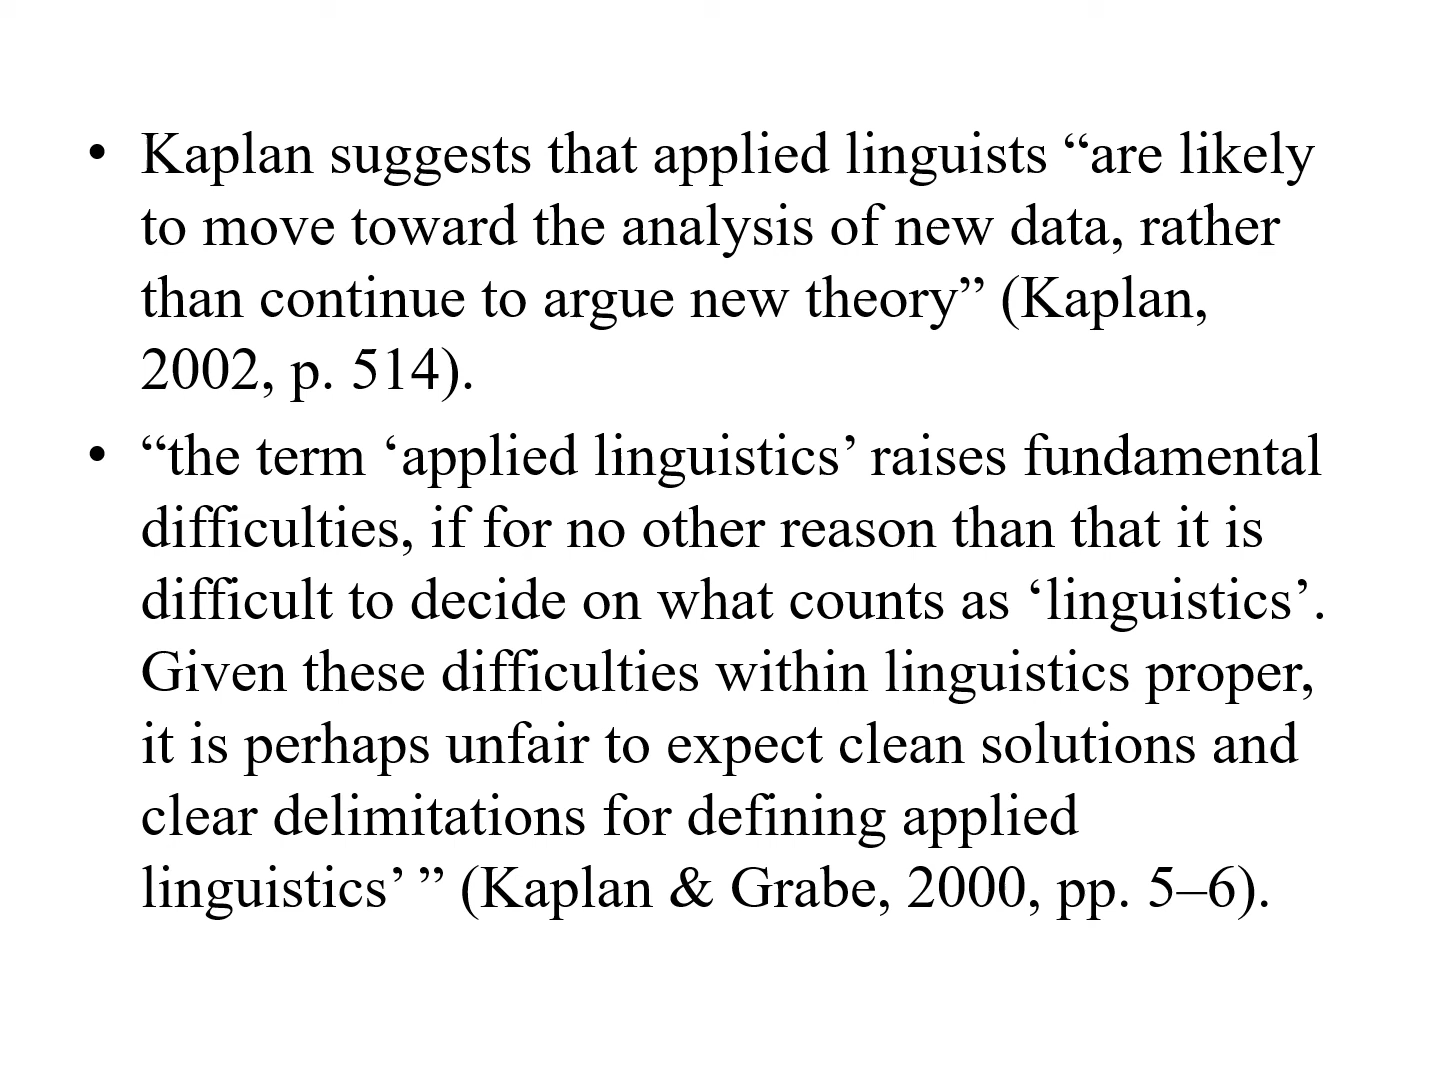 • Kaplan suggests that applied linguists “are likely
to move toward the analysis of new data, rather
than continue to argue new theory” (Kaplan,
2002, p. 514).
• “the term ‘applied linguistics’ raises fundamental
difficulties, if for no other reason than that it is
difficult to decide on what counts as ‘linguistics’.
Given these difficulties within linguistics proper,
it is perhaps unfair to expect clean solutions and
clear delimitations for defining applied
linguistics’ ” (Kaplan & Grabe, 2000, pp. 5–6).